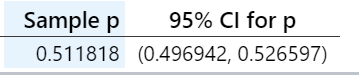 Sample p 95% CI for p
0.511818 (0.496942, 0.526597)